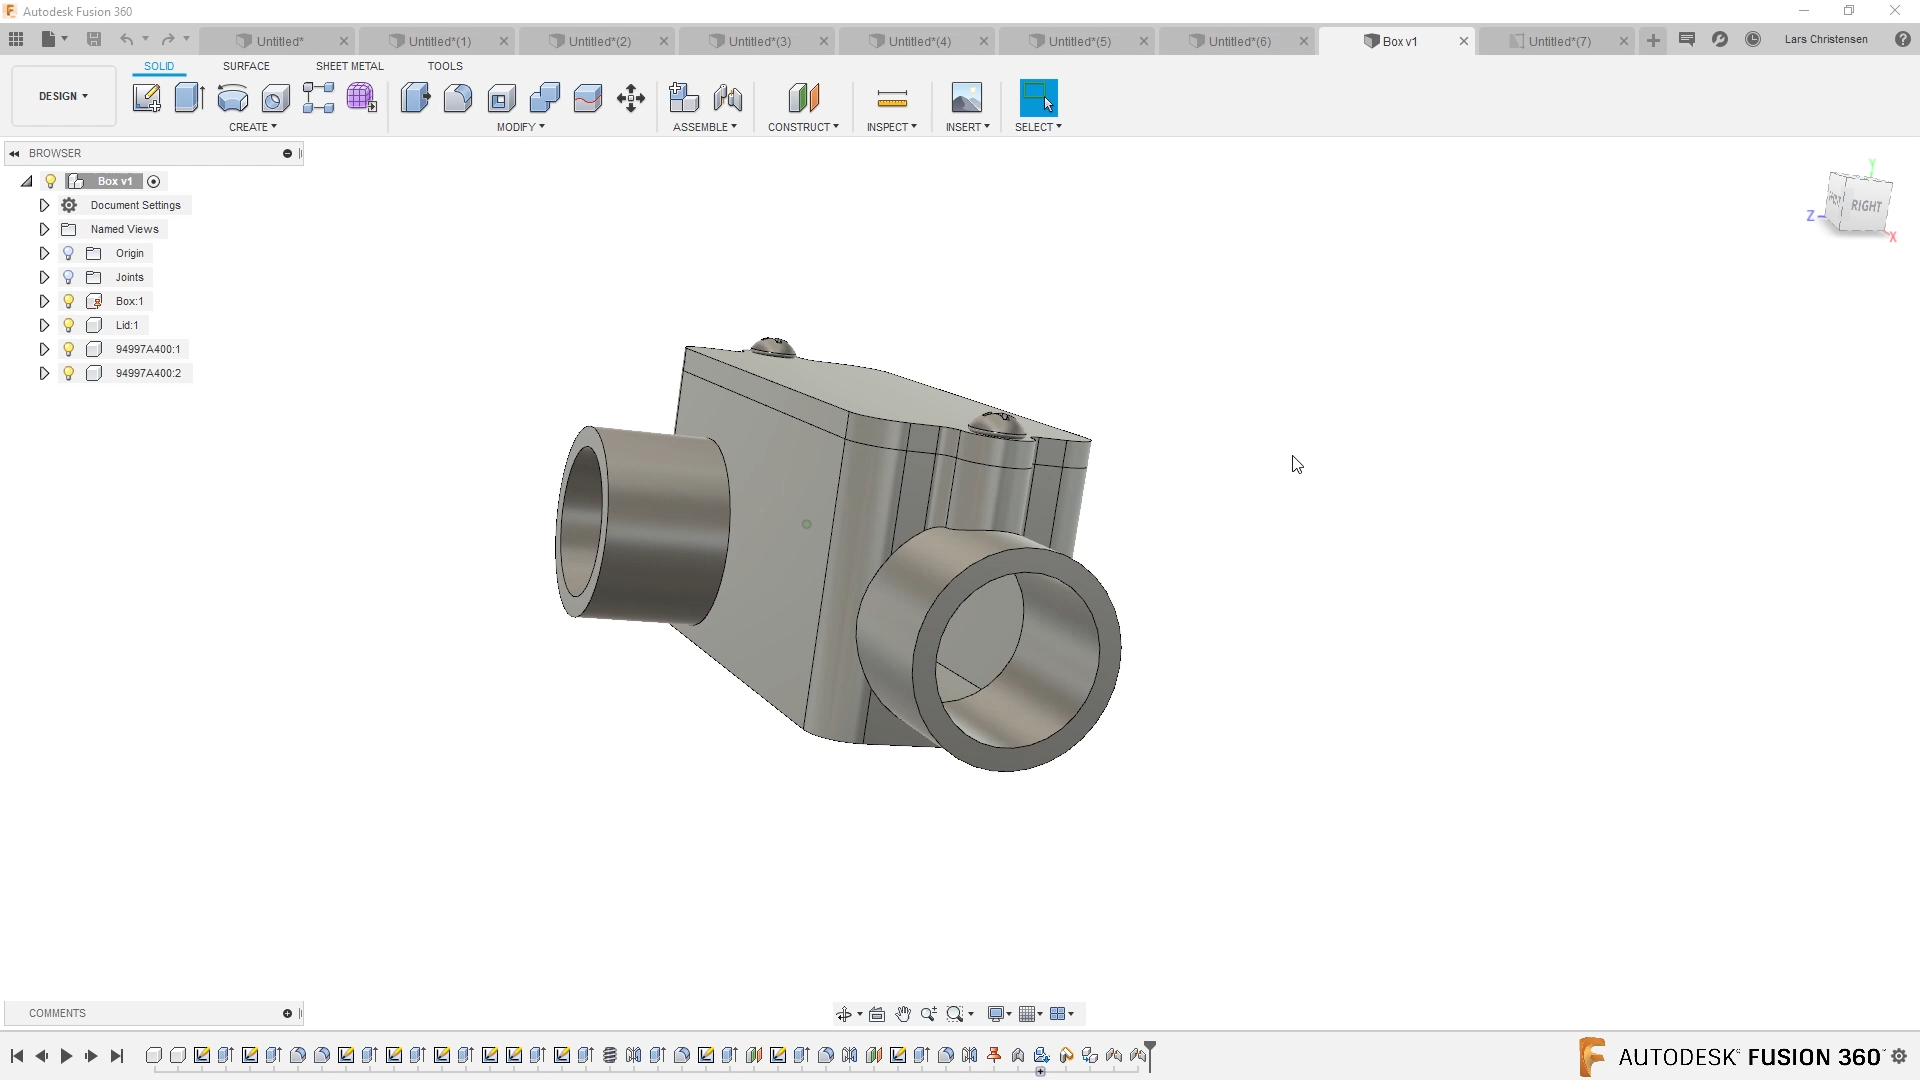 Autodesk Fusion 360
Untitled*
Untitled*(1)
Untitled*(2)
Untitled*(3)
Untitled*(4)
Untitled*(5)
Untitled*(6)
Box v1
Untitled*(7)
Lars Christensen
DESIGN
SOLID
SURFACE
SHEET METAL
TOOLS
CREATE
MODIFY
ASSEMBLE
CONSTRUCT
INSPECT
INSERT
SELECT
BROWSER
Box v1
Document Settings
Named Views
Origin
Joints
Box:1
Lid:1
94997A400:1
94997A400:2
Y
RIGHT
Z
X
COMMENTS
AUTODESK® FUSION 360™